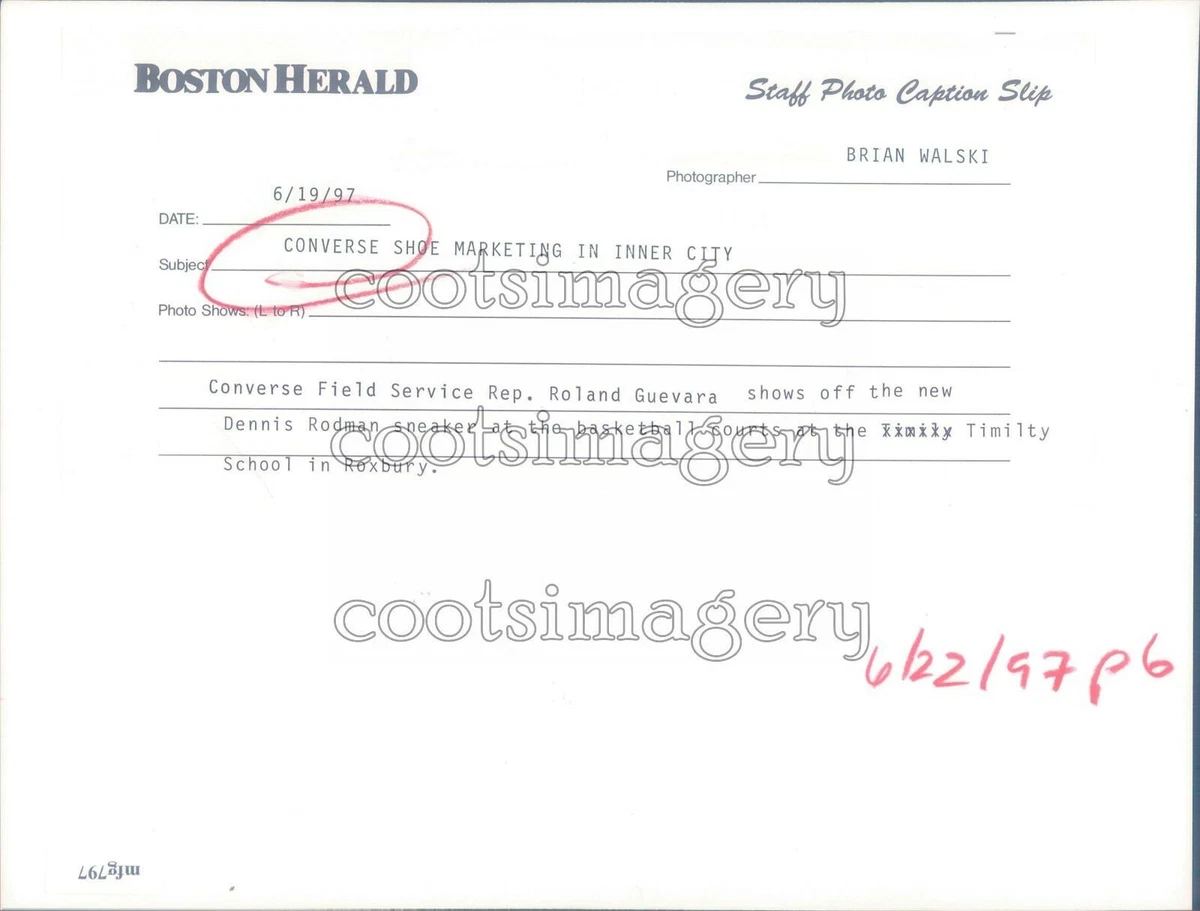 BOSTON HERALD
Staff Photo Caption Slip
BRIAN WALSKI
Photographer
6/19/97
DATE:
CONVERSE SHOE MARKETING IN INNER CITY
Subject
cootsimagery
Photo Shows: (L to R)
Converse Field Service Rep. Roland Guevara shows off the new
Dennis Rodman sneaker at the basketball courts at the Timilty
cootsimagery
School in Roxbury.
cootsimagery
6/22/97 p6
mfg797